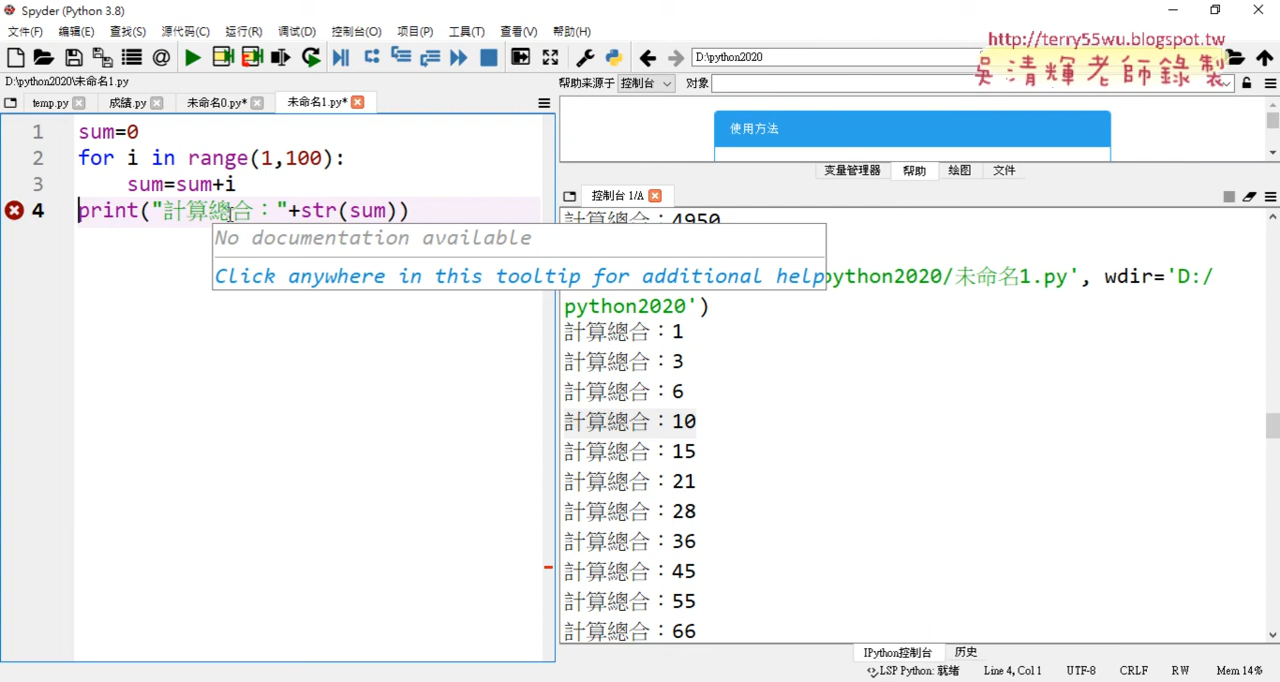 Spyder (Python 3.8)
文件(F) 编辑(E) 查找(S) 源代码(C) 运行(R) 调试(D) 控制台(O) 项目(P) 工具(T) 查看(V) 帮助(H)
http://terry55wu.blogspot.tw
吳清輝老師錄製
D:\python2020
D:\python2020\未命名1.py
帮助来源于 控制台 对象
temp.py 成绩.py 未命名0.py* 未命名1.py*
1 sum=0
2 for i in range(1,100):
3 sum=sum+i
4 print("計算總合："+str(sum))
No documentation available
Click anywhere in this tooltip for additional help
使用方法
变量管理器 帮助 绘图 文件
控制台 1/A
計算總合：4950
python2020/未命名1.py', wdir='D:/
python2020')
計算總合：1
計算總合：3
計算總合：6
計算總合：10
計算總合：15
計算總合：21
計算總合：28
計算總合：36
計算總合：45
計算總合：55
計算總合：66
IPython控制台 历史
LSP Python: 就绪 Line 4, Col 1 UTF-8 CRLF RW Mem 14%